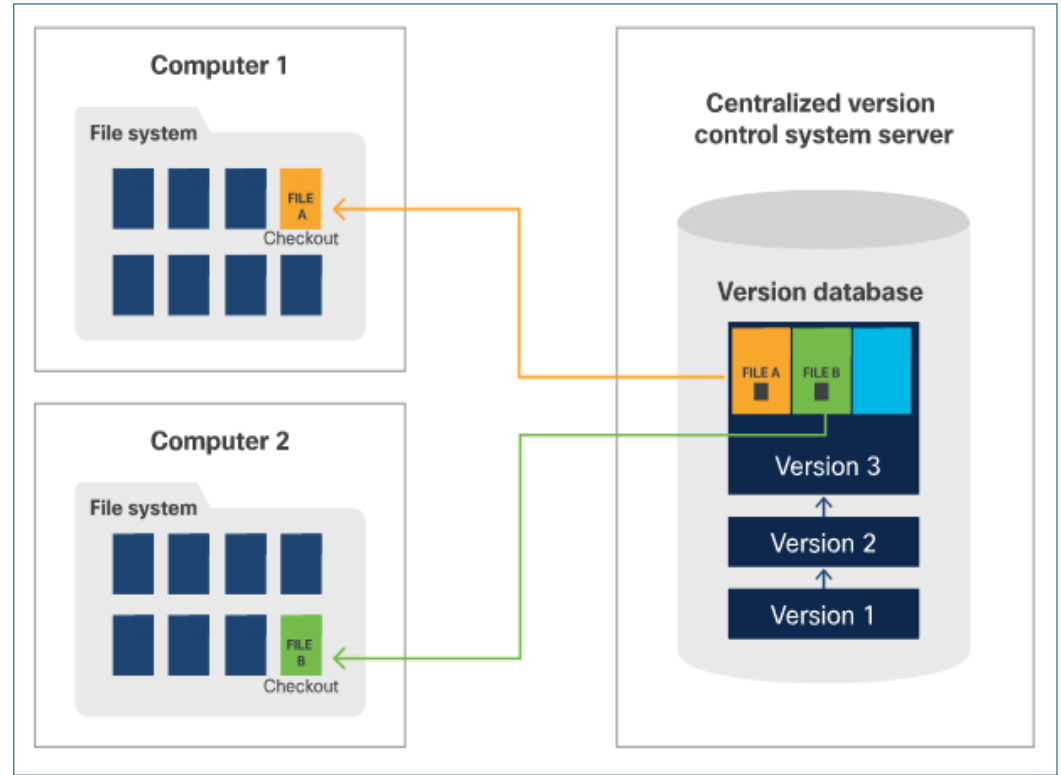 Computer 1
File system
FILE
A
Checkout
Computer 2
File system
FILE
B
Checkout
Centralized version
control system server
Version database
FILE A
FILE B
Version 3
Version 2
Version 1